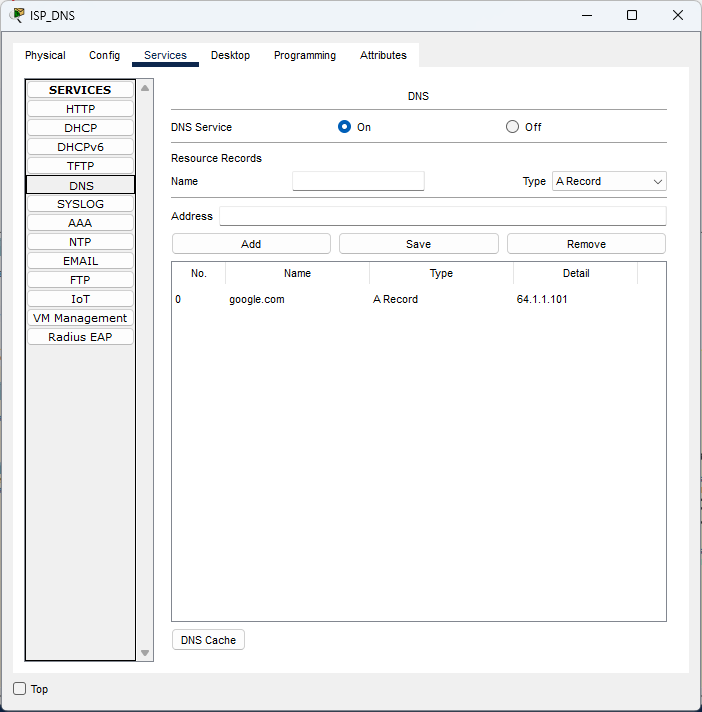 ISP_DNS
Physical Config Services Desktop Programming Attributes
SERVICES
HTTP
DHCP
DHCPv6
TFTP
DNS
SYSLOG
AAA
NTP
EMAIL
FTP
IoT
VM Management
Radius EAP
DNS
DNS Service On Off
Resource Records
Name Type A Record
Address
Add Save Remove
No. Name Type Detail
0 google.com A Record 64.1.1.101
DNS Cache
Top